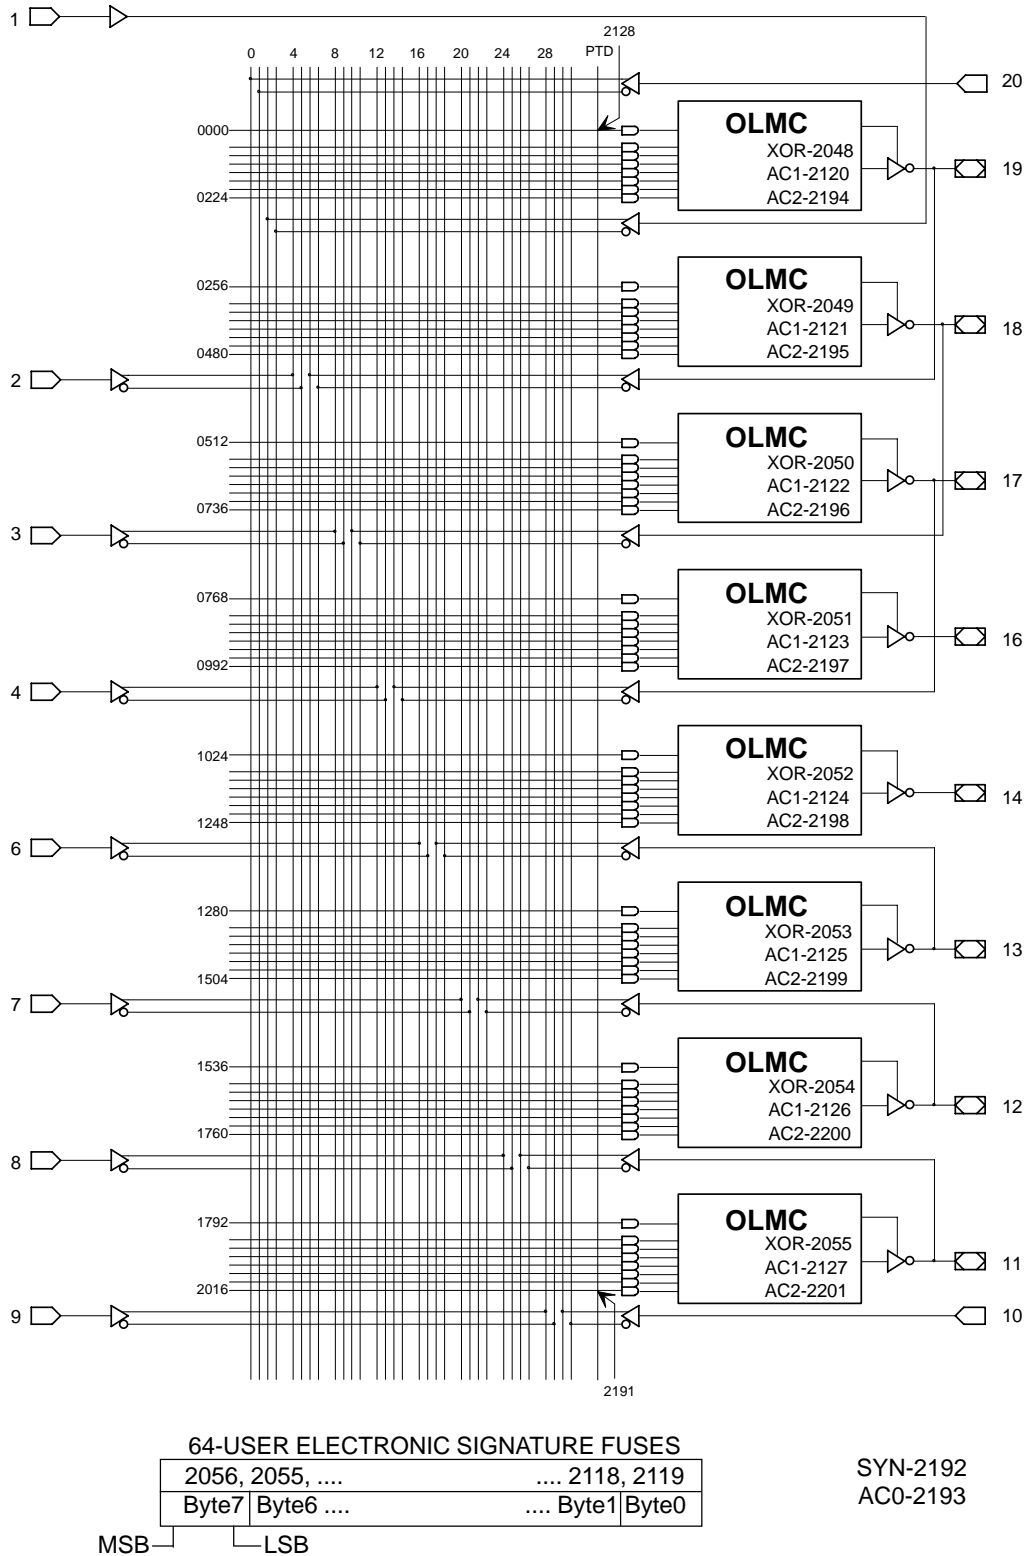 1
2128
0 4 8 12 16 20 24 28 PTD
20
0000
OLMC
XOR-2048
AC1-2120
AC2-2194
19
0224
0256
OLMC
XOR-2049
AC1-2121
AC2-2195
18
0480
2
0512
OLMC
XOR-2050
AC1-2122
AC2-2196
17
0736
3
0768
OLMC
XOR-2051
AC1-2123
AC2-2197
16
0992
4
1024
OLMC
XOR-2052
AC1-2124
AC2-2198
14
1248
6
1280
OLMC
XOR-2053
AC1-2125
AC2-2199
13
1504
7
1536
OLMC
XOR-2054
AC1-2126
AC2-2200
12
1760
8
1792
OLMC
XOR-2055
AC1-2127
AC2-2201
11
2016
9
10
2191
64-USER ELECTRONIC SIGNATURE FUSES
2056, 2055, .... .... 2118, 2119
Byte7 Byte6 .... .... Byte1 Byte0
MSB LSB
SYN-2192
AC0-2193